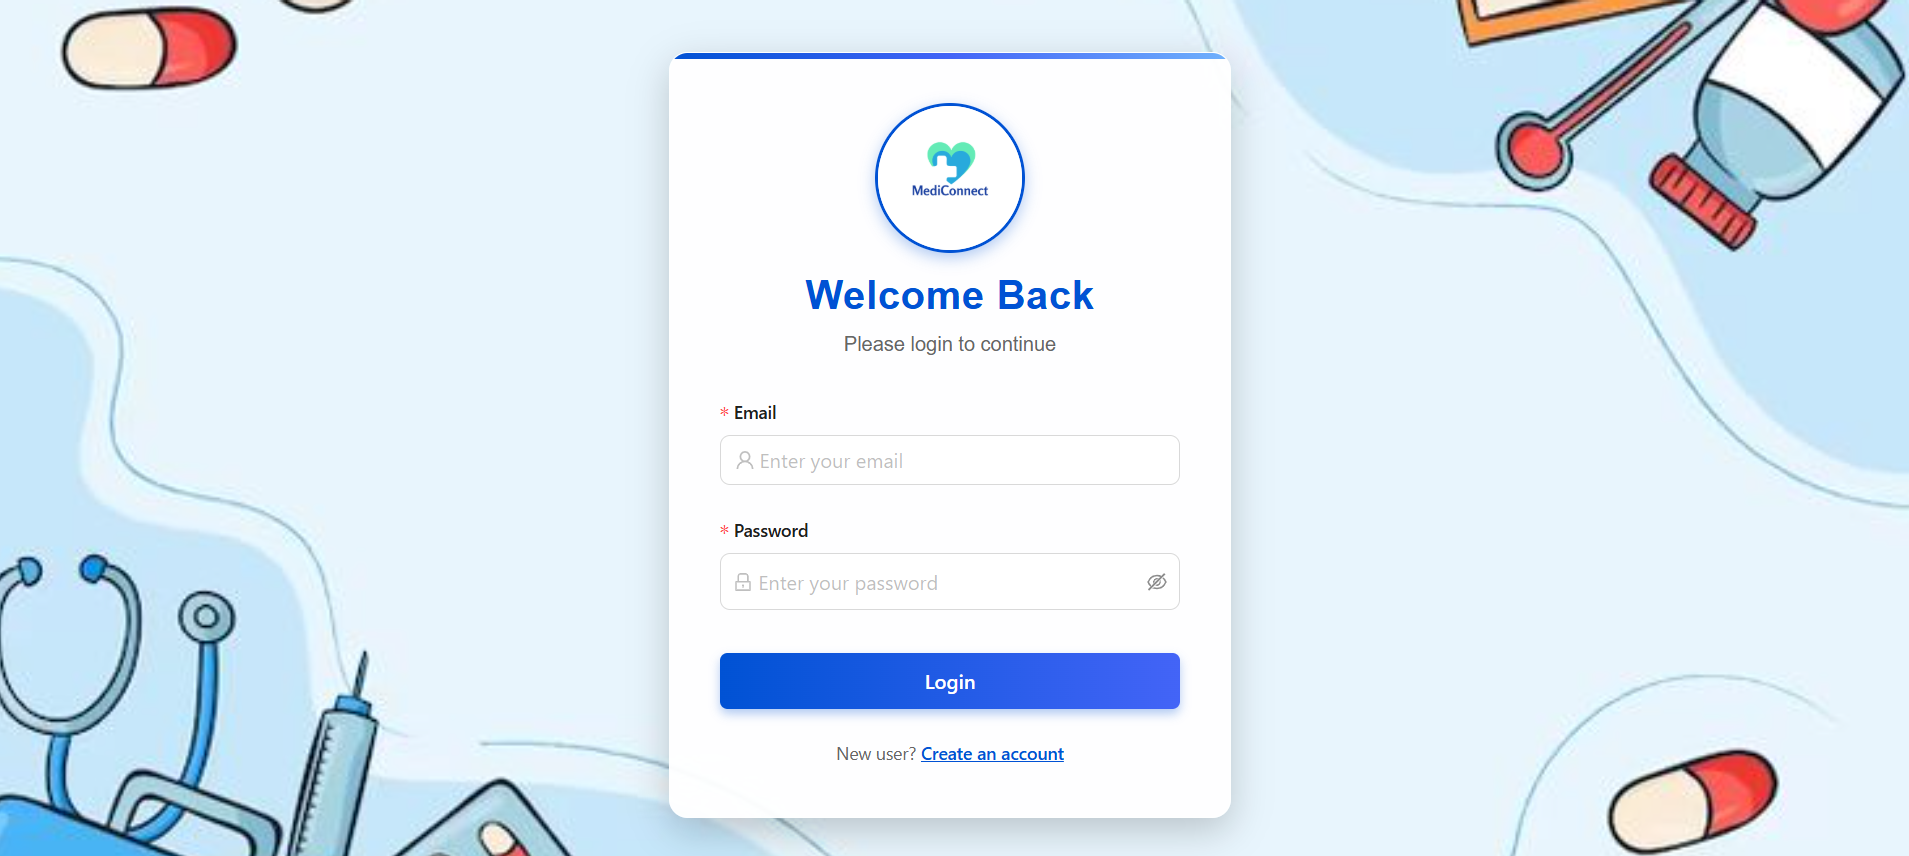 MediConnect
Welcome Back
Please login to continue
* Email
Enter your email
* Password
Enter your password
Login
New user? Create an account